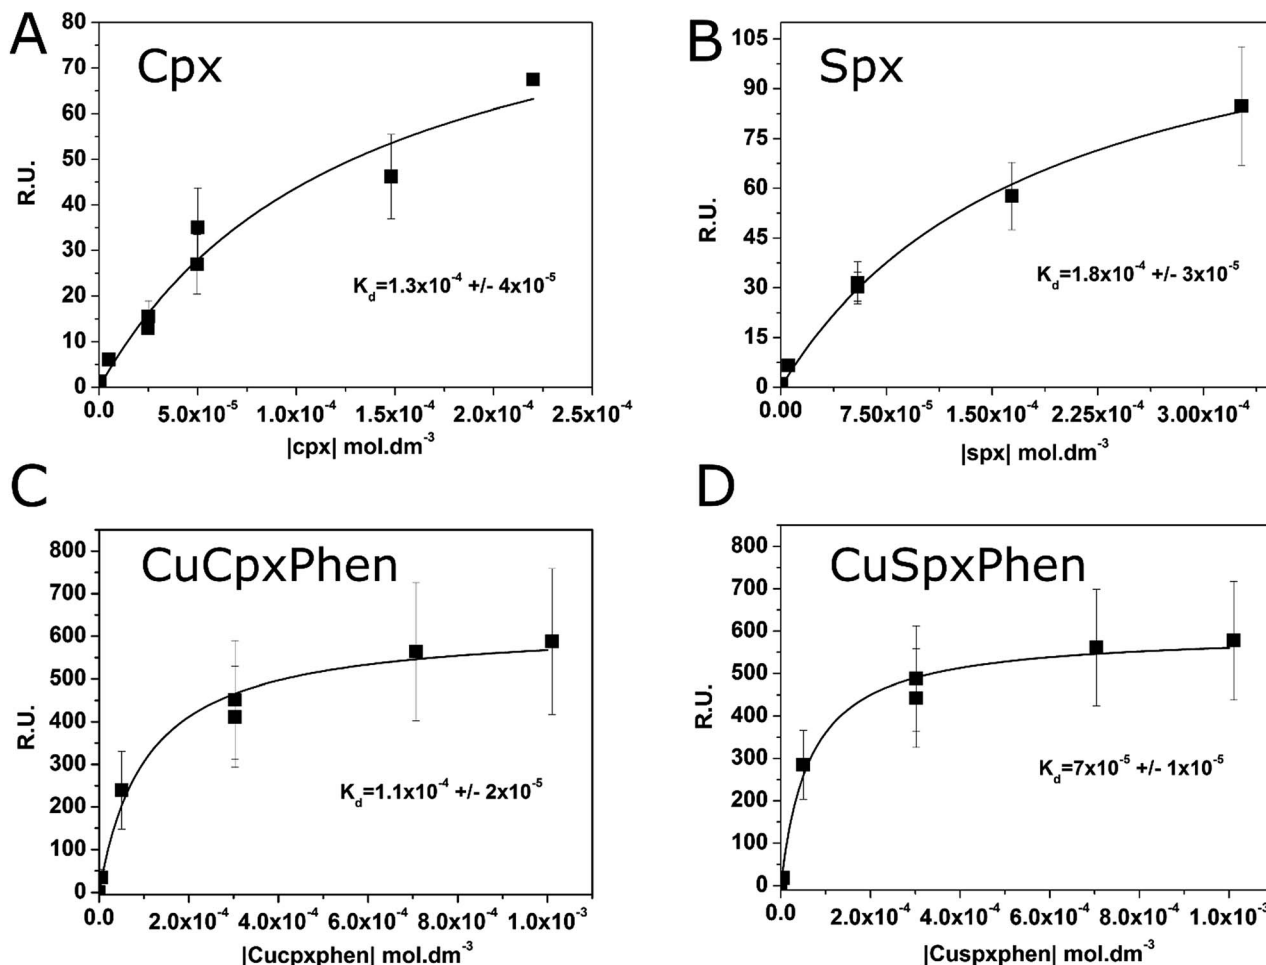 A
Cpx
80
70
60
50
40
30
20
10
0
R.U.
K_d=1.3x10^-4 +/- 4x10^-5
0.0 5.0x10^-5 1.0x10^-4 1.5x10^-4 2.0x10^-4 2.5x10^-4
|cpx| mol.dm^-3
B
Spx
105
90
75
60
45
30
15
0
R.U.
K_d=1.8x10^-4 +/- 3x10^-5
0.00 7.50x10^-5 1.50x10^-4 2.25x10^-4 3.00x10^-4
|spx| mol.dm^-3
C
CuCpxPhen
800
700
600
500
400
300
200
100
0
R.U.
K_d=1.1x10^-4 +/- 2x10^-5
0.0 2.0x10^-4 4.0x10^-4 6.0x10^-4 8.0x10^-4 1.0x10^-3
|Cucpxphen| mol.dm^-3
D
CuSpxPhen
800
700
600
500
400
300
200
100
0
R.U.
K_d=7x10^-5 +/- 1x10^-5
0.0 2.0x10^-4 4.0x10^-4 6.0x10^-4 8.0x10^-4 1.0x10^-3
|Cuspxphen| mol.dm^-3